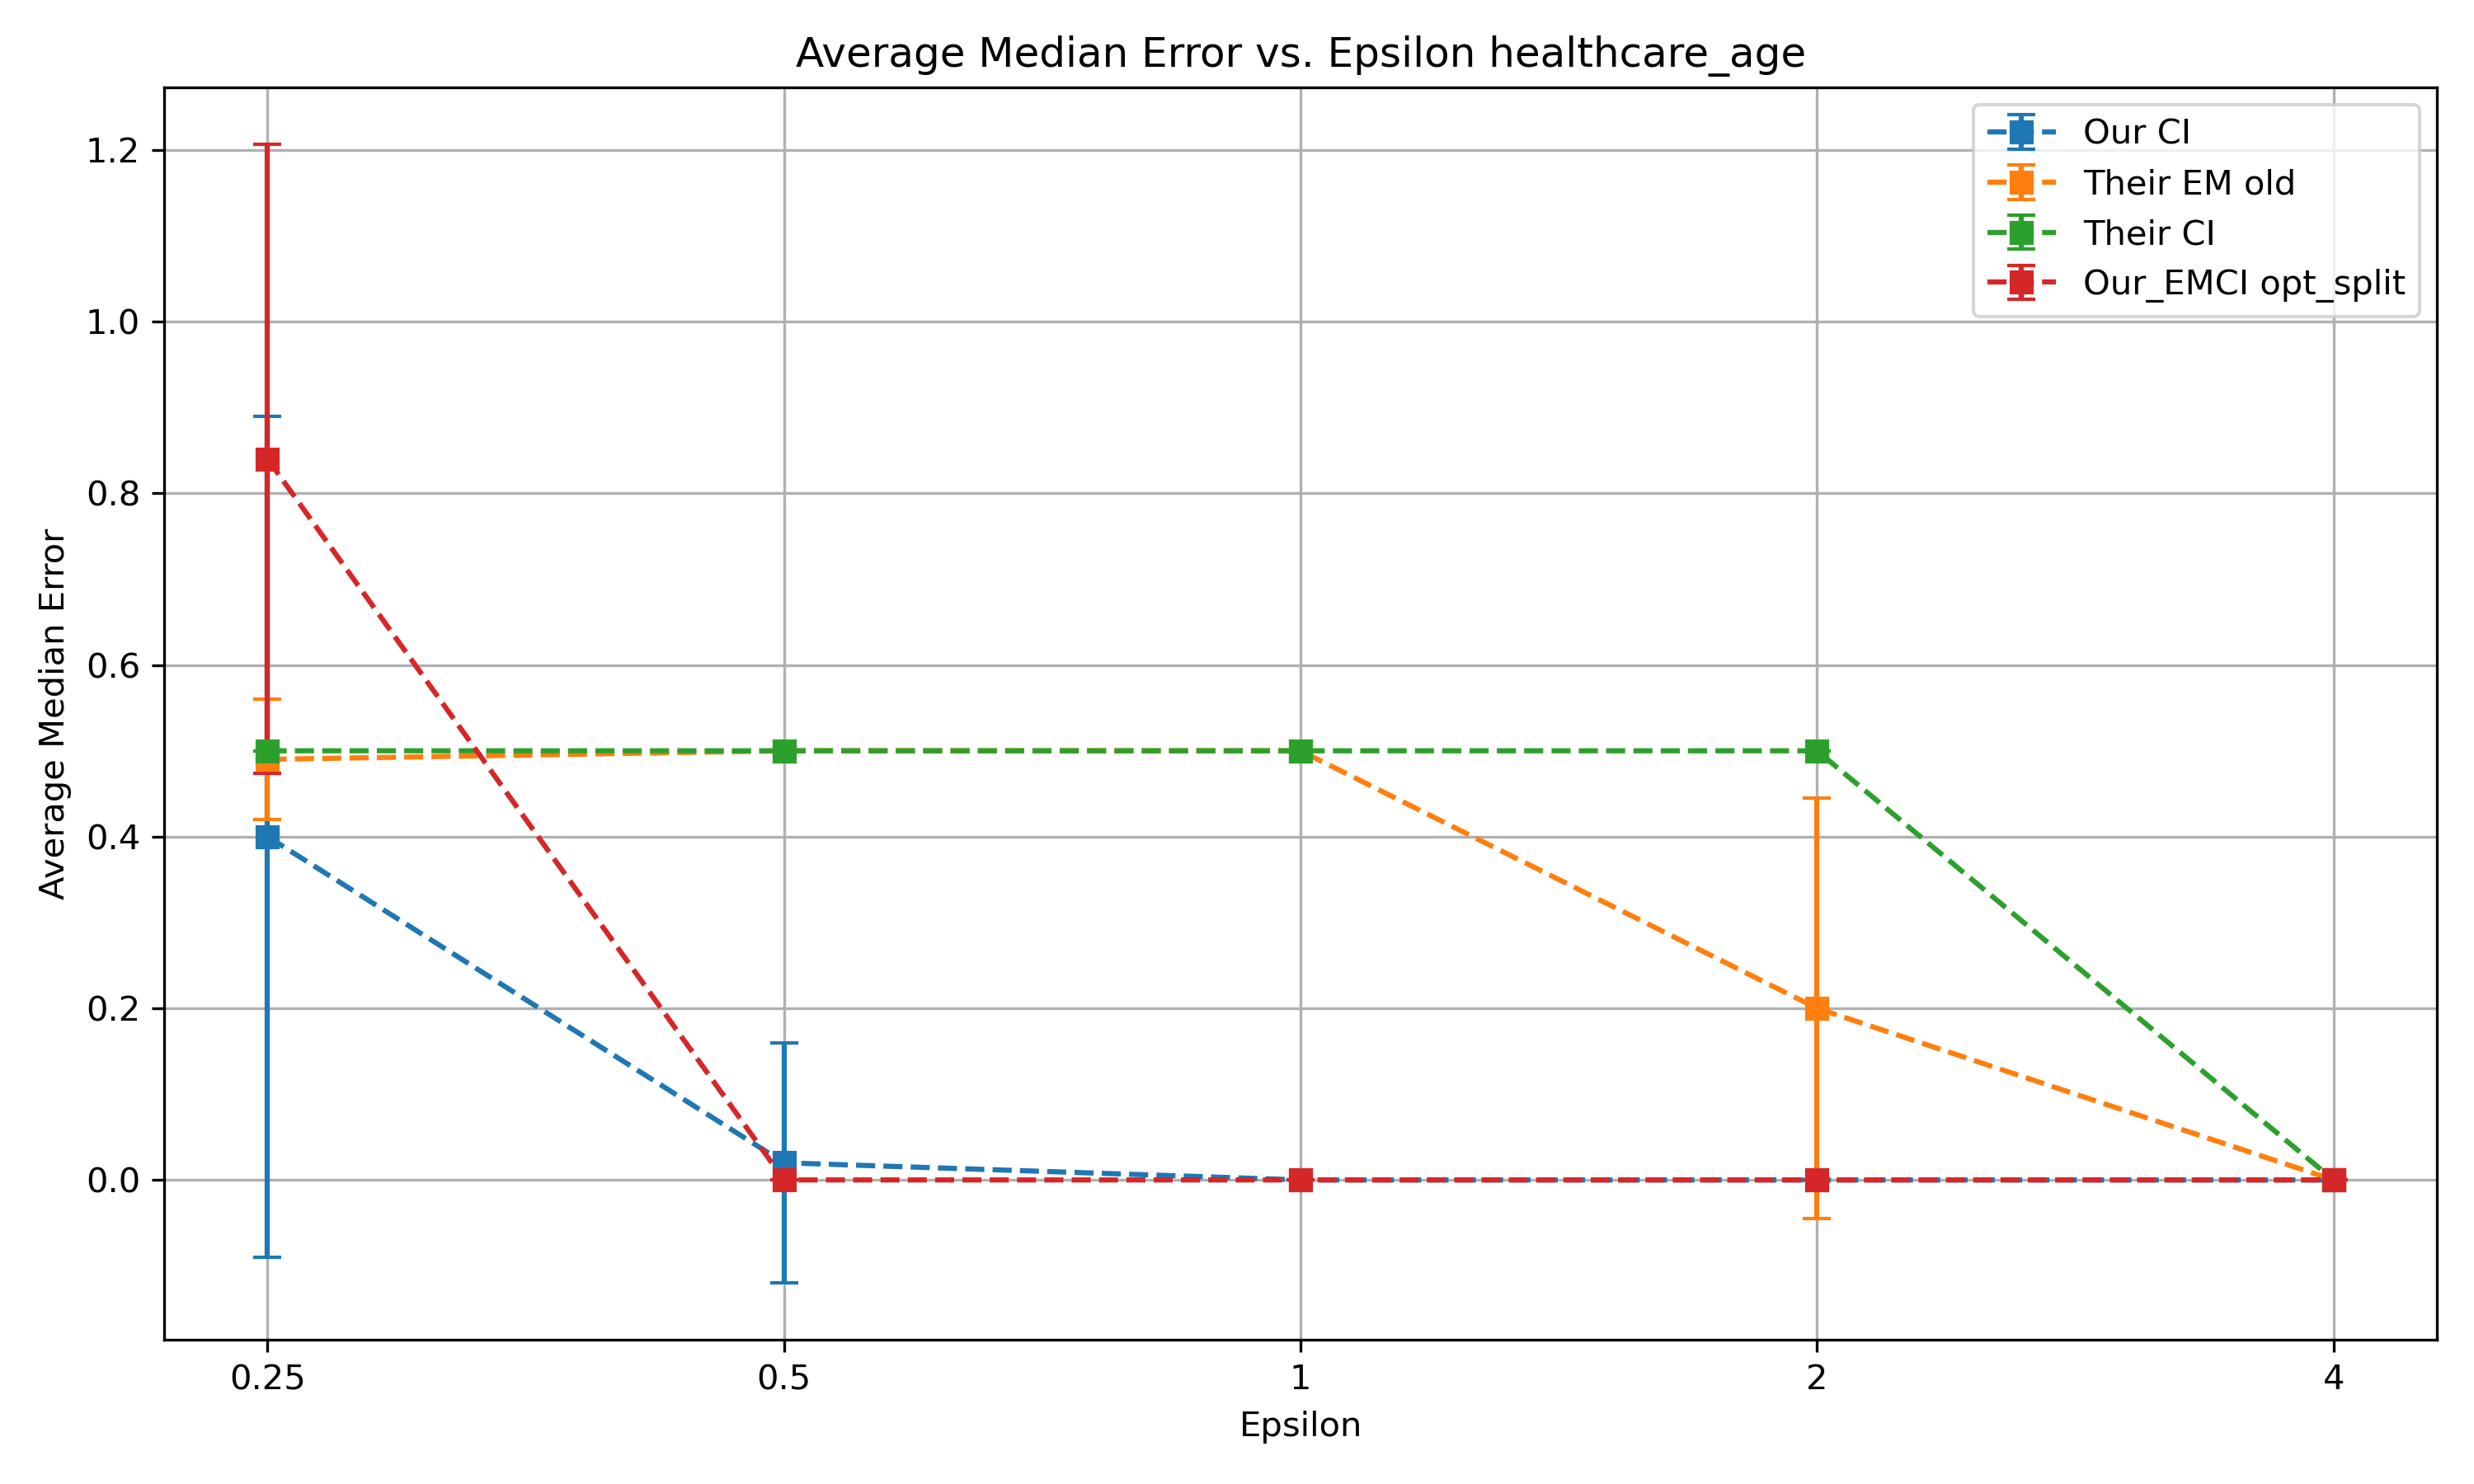 Average Median Error vs. Epsilon healthcare_age
Our CI
Their EM old
Their CI
Our_EMCI opt_split
Average Median Error
1.2
1.0
0.8
0.6
0.4
0.2
0.0
0.25 0.5 1 2 4
Epsilon